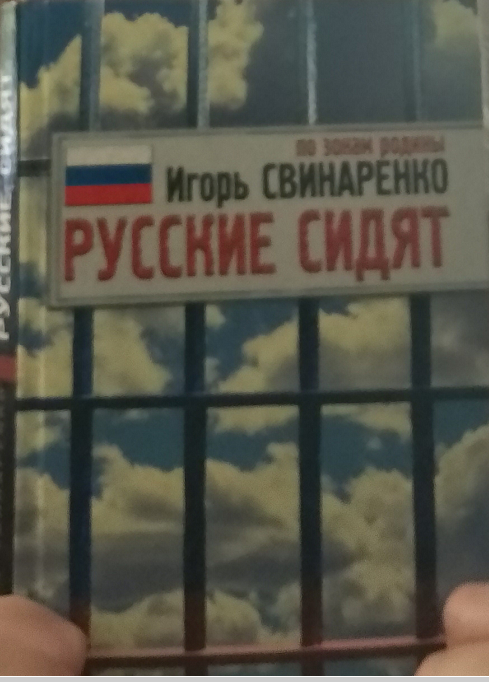 по зонам родины
Игорь СВИНАРЕНКО
РУССКИЕ СИДЯТ
РУССКИЕ СИДЯТ